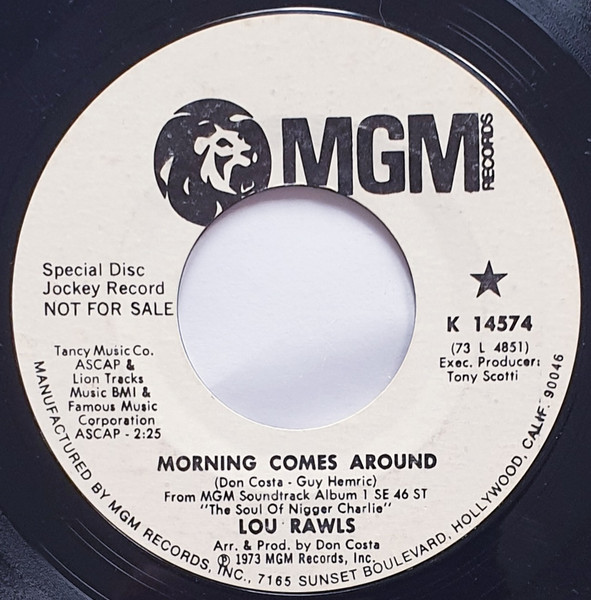 MGM RECORDS
Special Disc
Jockey Record
NOT FOR SALE
K 14574
(73 L 4851)
Exec. Producer:
Tony Scotti
Tancy Music Co.
ASCAP &
Lion Tracks
Music BMI &
Famous Music
Corporation
ASCAP - 2:25
MORNING COMES AROUND
(Don Costa - Guy Hemric)
From MGM Soundtrack Album 1 SE 46 ST
"The Soul Of Nigger Charlie"
LOU RAWLS
Arr. & Prod. by Don Costa
℗ 1973 MGM Records, Inc.
MANUFACTURED BY MGM RECORDS, INC., 7165 SUNSET BOULEVARD, HOLLYWOOD, CALIF. 90046